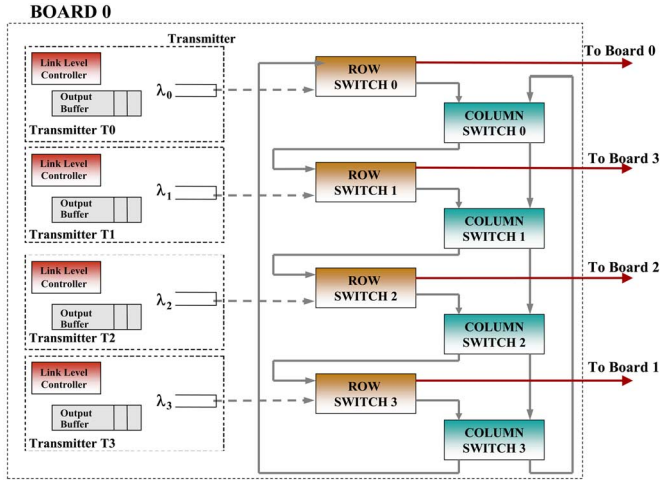 BOARD 0
Transmitter
To Board 0
Link Level
Controller
Output
Buffer
λ0
Transmitter T0
ROW
SWITCH 0
COLUMN
SWITCH 0
To Board 3
Link Level
Controller
Output
Buffer
λ1
Transmitter T1
ROW
SWITCH 1
COLUMN
SWITCH 1
To Board 2
Link Level
Controller
Output
Buffer
λ2
Transmitter T2
ROW
SWITCH 2
COLUMN
SWITCH 2
To Board 1
Link Level
Controller
Output
Buffer
λ3
Transmitter T3
ROW
SWITCH 3
COLUMN
SWITCH 3